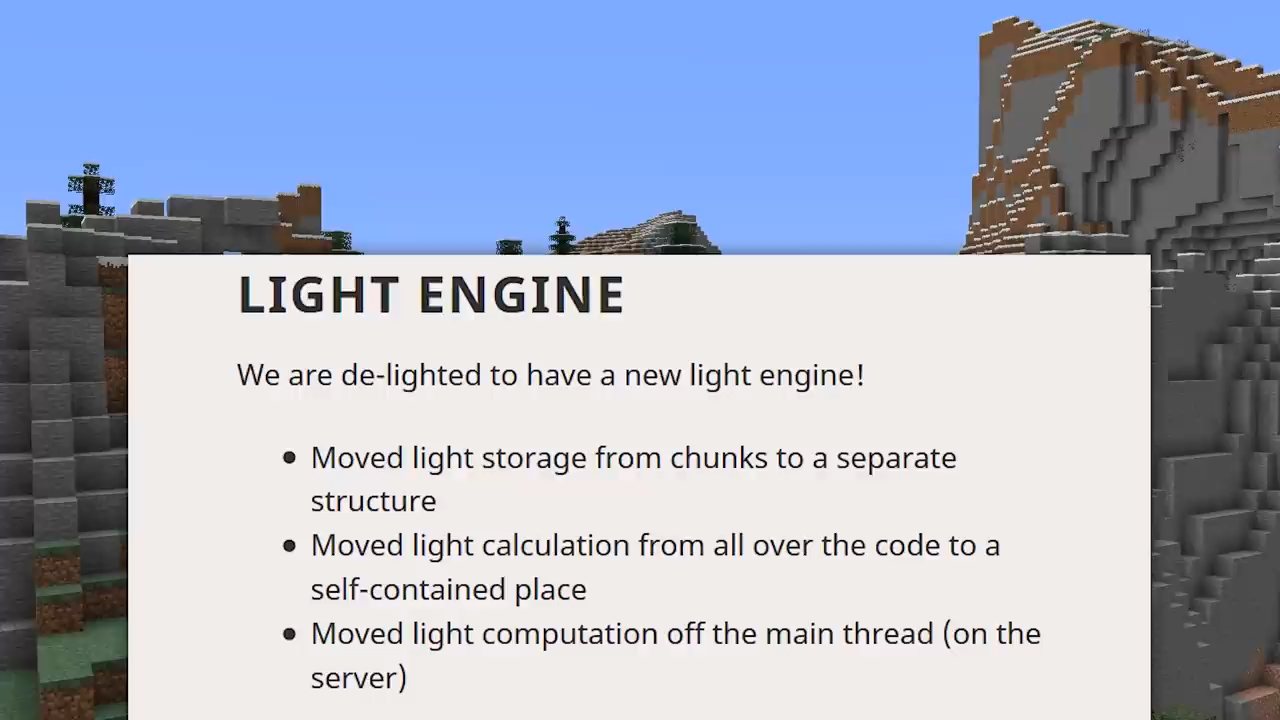 LIGHT ENGINE
We are de-lighted to have a new light engine!
• Moved light storage from chunks to a separate
structure
• Moved light calculation from all over the code to a
self-contained place
• Moved light computation off the main thread (on the
server)